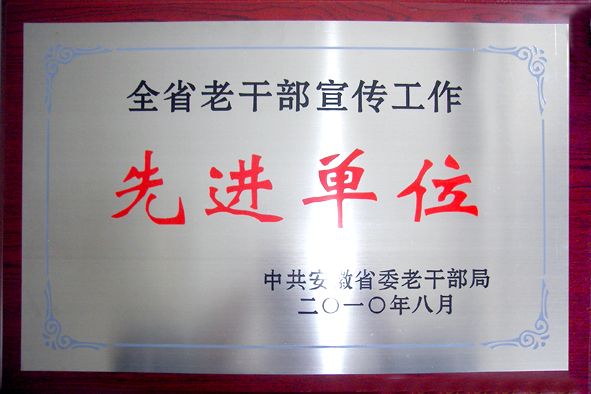 全省老干部宣传工作
先进单位
中共安徽省委老干部局
二〇一〇年八月